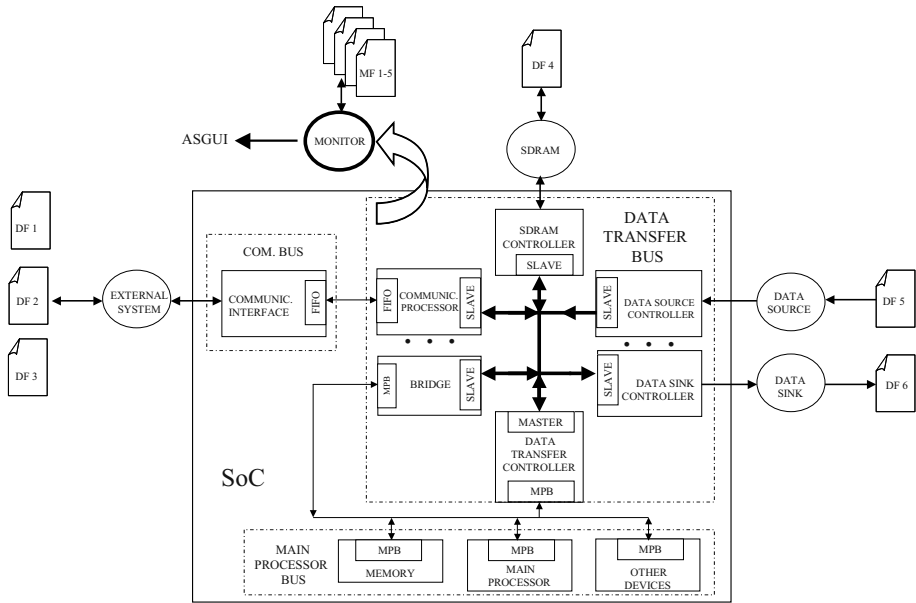 MF 1-5
DF 4
ASGUI
MONITOR
SDRAM
DF 1
DF 2
DF 3
EXTERNAL
SYSTEM
COM. BUS
COMMUNIC.
INTERFACE
FIFO
FIFO
COMMUNIC.
PROCESSOR
SLAVE
SDRAM
CONTROLLER
SLAVE
DATA
TRANSFER
BUS
SLAVE
DATA SOURCE
CONTROLLER
DATA
SOURCE
DF 5
MPB
BRIDGE
SLAVE
SLAVE
DATA SINK
CONTROLLER
DATA
SINK
DF 6
MASTER
DATA
TRANSFER
CONTROLLER
MPB
SoC
MAIN
PROCESSOR
BUS
MPB
MEMORY
MPB
MAIN
PROCESSOR
MPB
OTHER
DEVICES